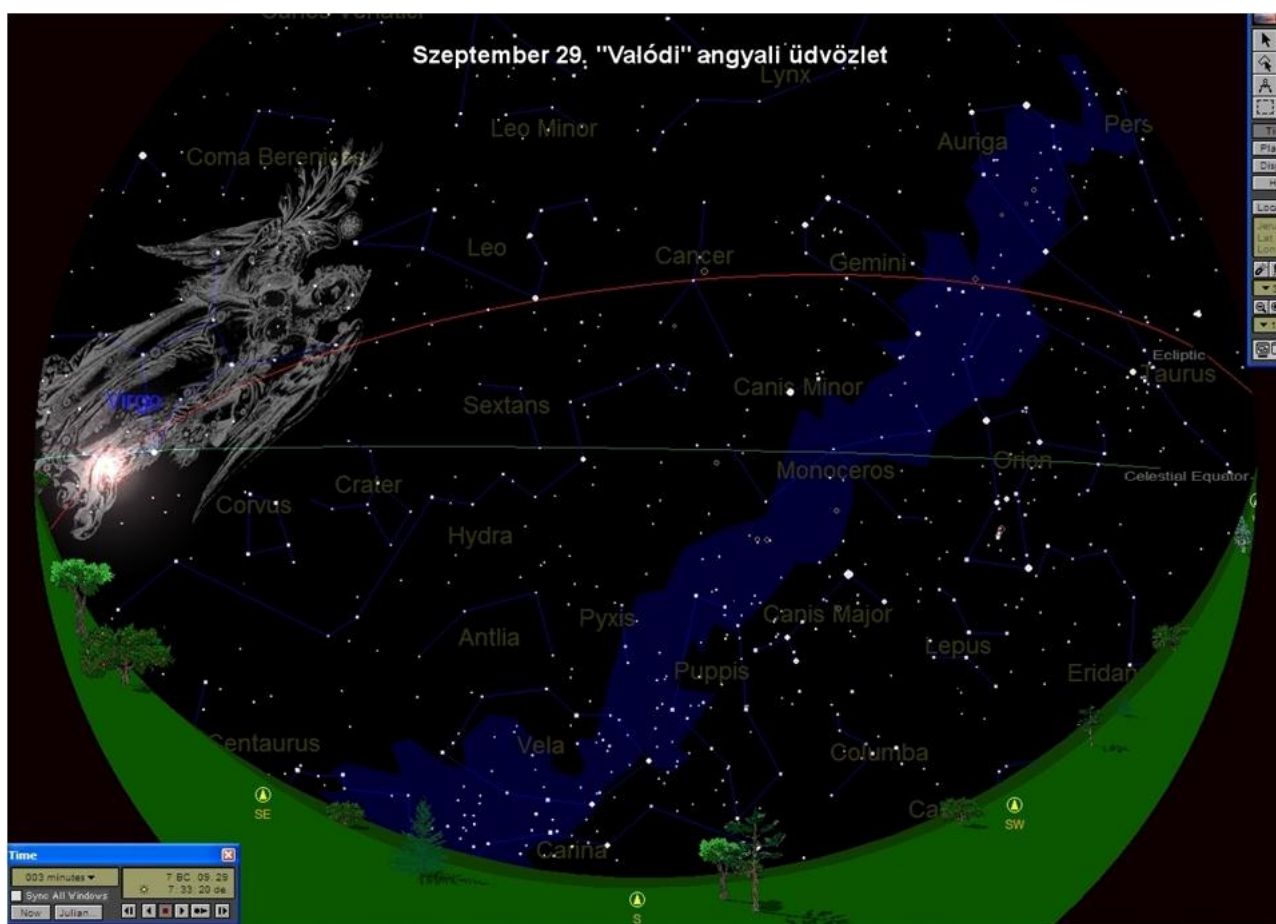 Szeptember 29. "Valódi" angyali üdvözlet
Lynx
Leo Minor
Auriga
Pers
Coma Berenices
Leo
Cancer
Gemini
Ecliptic
Taurus
Virgo
Sextans
Canis Minor
Monoceros
Orion
Celestial Equator
Corvus
Crater
Hydra
Pyxis
Canis Major
Antlia
Puppis
Lepus
Eridan
Centaurus
Vela
Columba
SE
Carina
SW
S
Time
003 minutes
7 BC .09. 29
7: 33: 20 de.
Sync All Windows
Now
Julian...